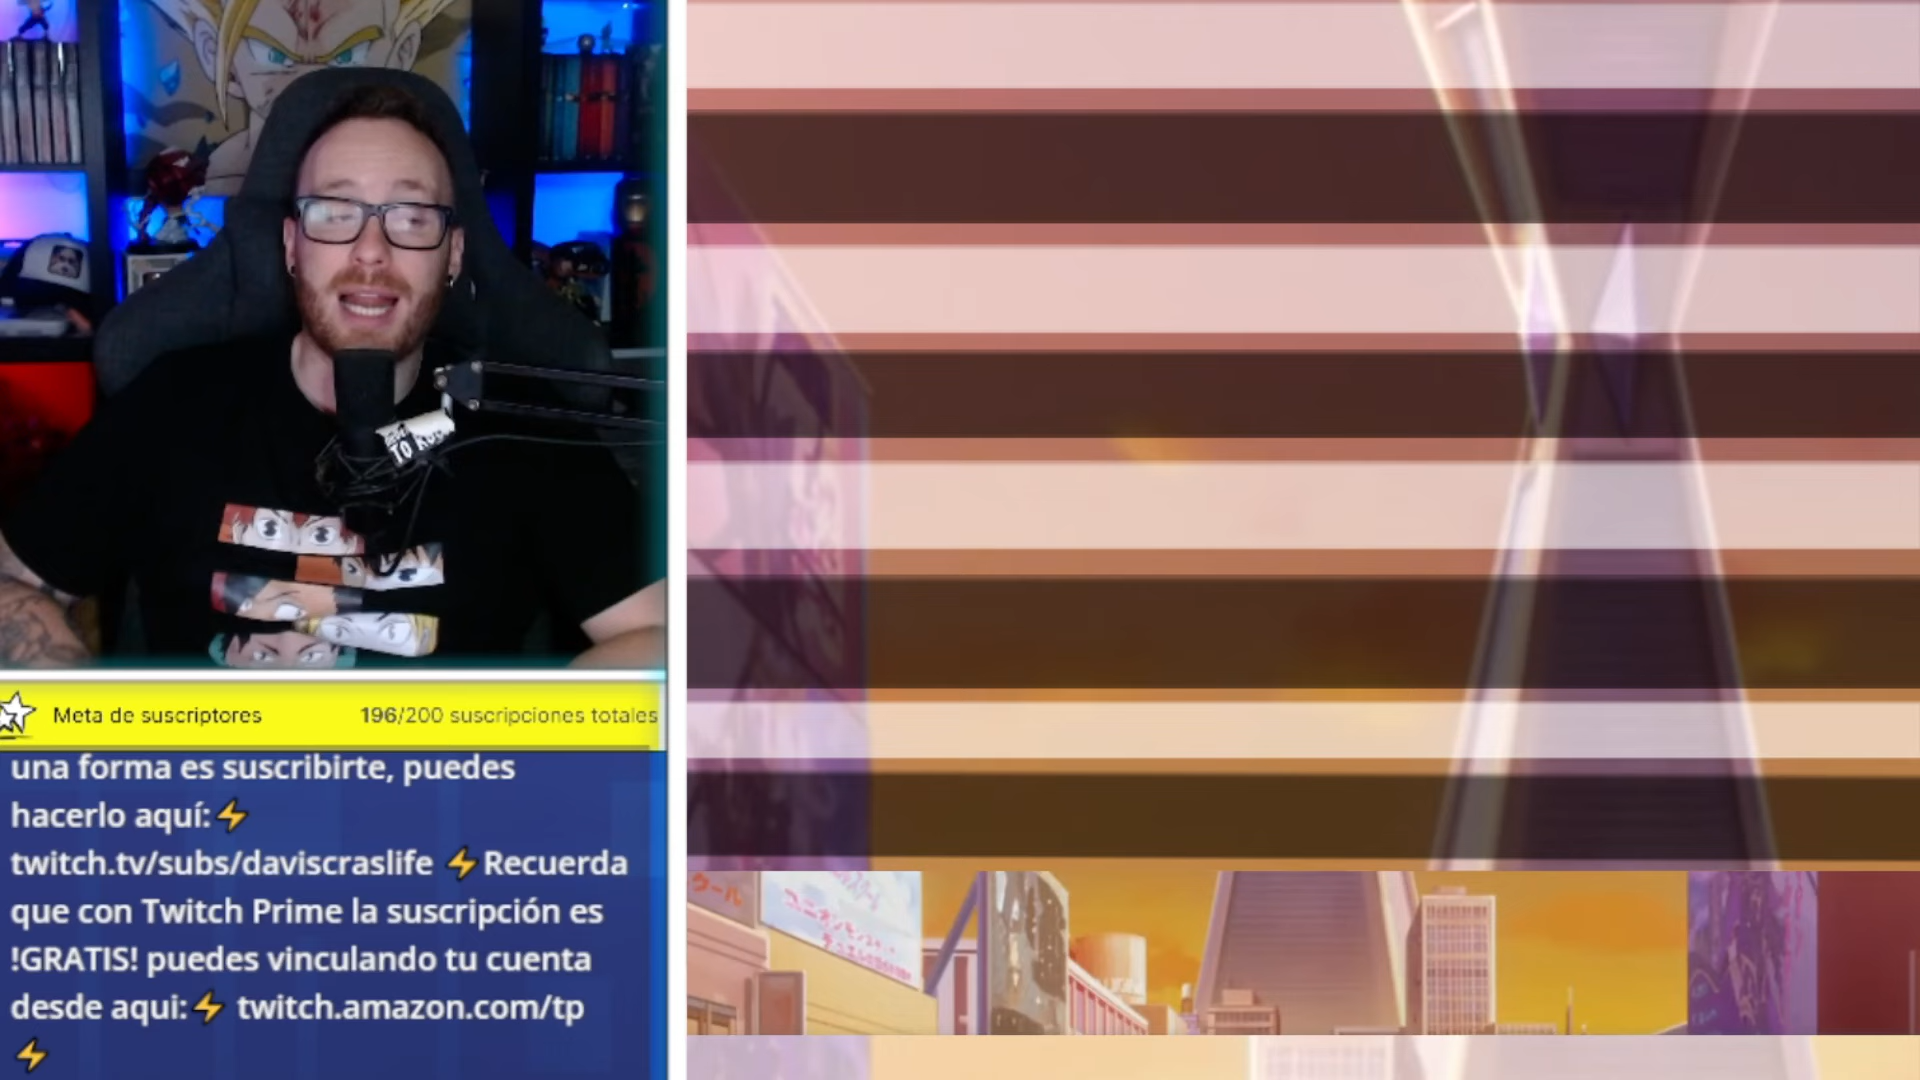 TO
Meta de suscriptores
196/200 suscripciones totales
una forma es suscribirte, puedes
hacerlo aquí:⚡
twitch.tv/subs/daviscraslife ⚡Recuerda
que con Twitch Prime la suscripción es
!GRATIS! puedes vinculando tu cuenta
desde aqui:⚡ twitch.amazon.com/tp
⚡